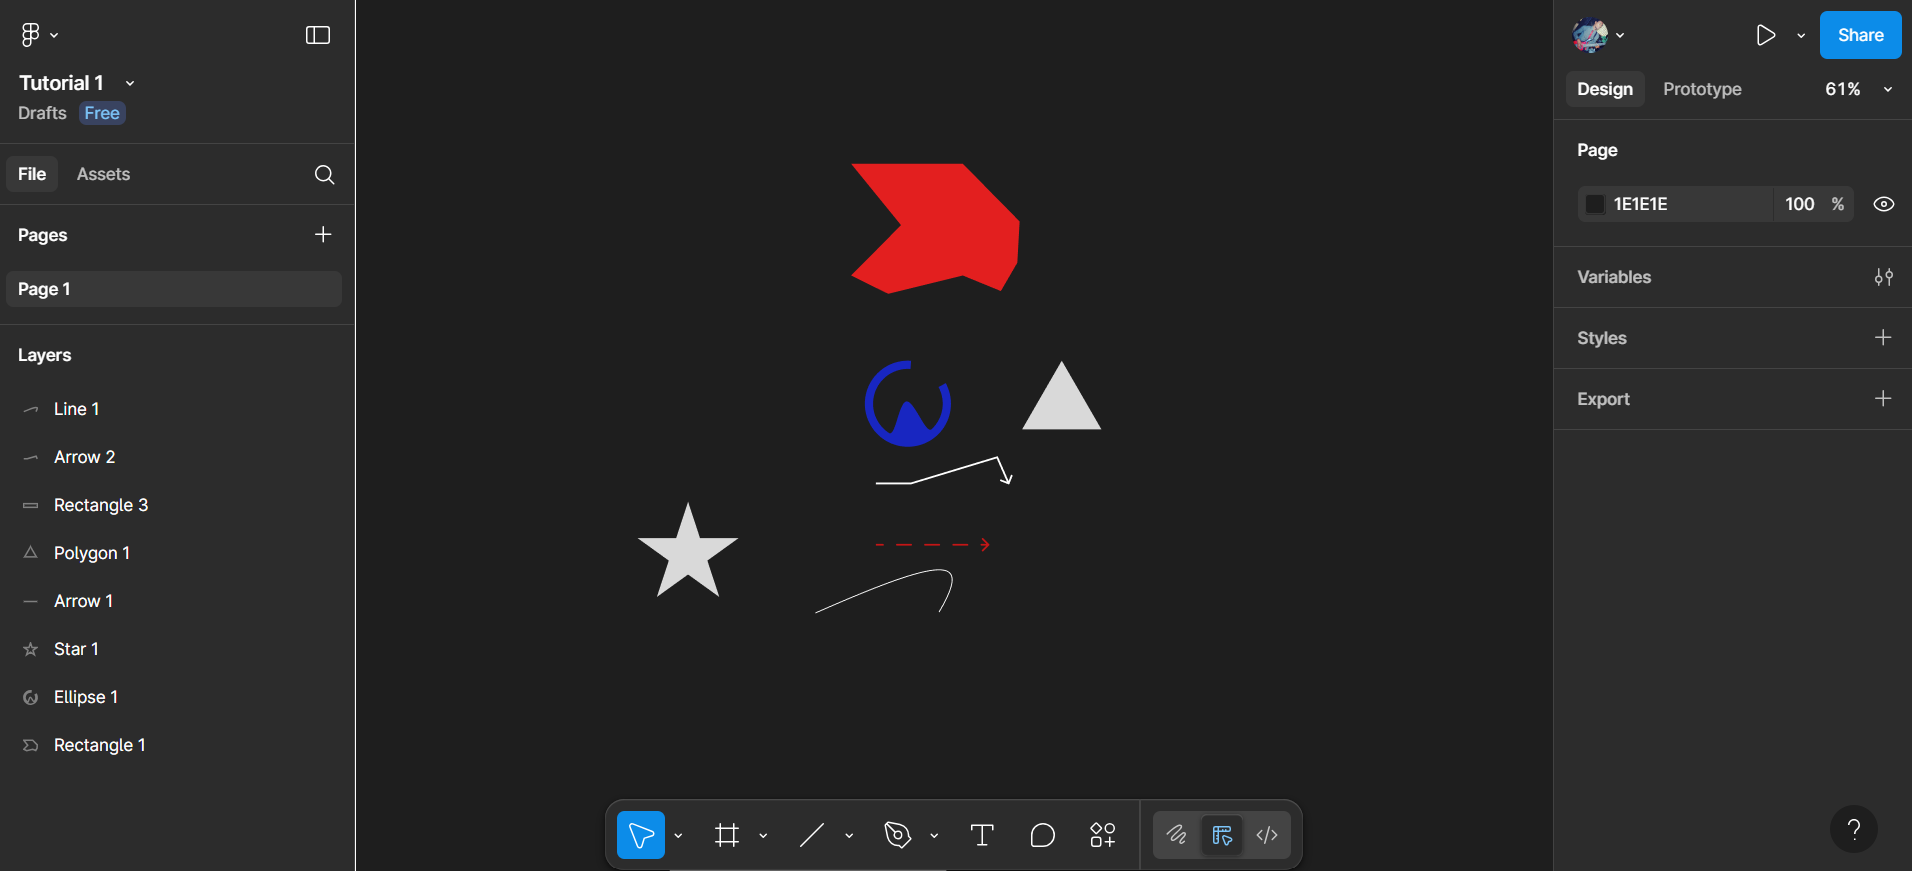 Tutorial 1
Drafts Free
File Assets
Pages
Page 1
Layers
Line 1
Arrow 2
Rectangle 3
Polygon 1
Arrow 1
Star 1
Ellipse 1
Rectangle 1
Share
Design Prototype 61%
Page
1E1E1E 100 %
Variables
Styles
Export
?